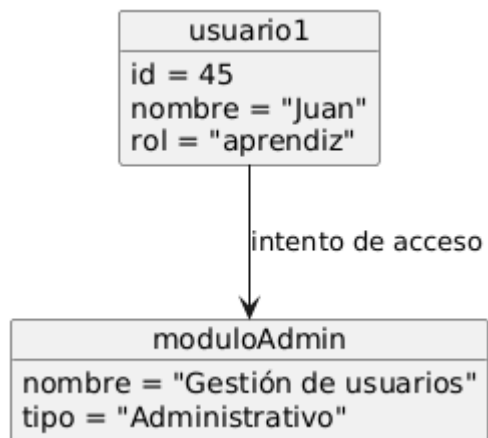 usuario1
id = 45
nombre = "Juan"
rol = "aprendiz"
intento de acceso
moduloAdmin
nombre = "Gestión de usuarios"
tipo = "Administrativo"